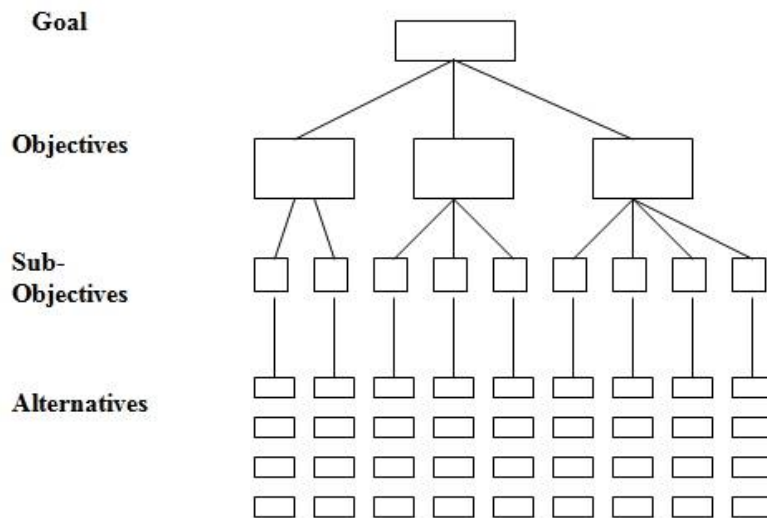 Goal
Objectives
Sub-
Objectives
Alternatives